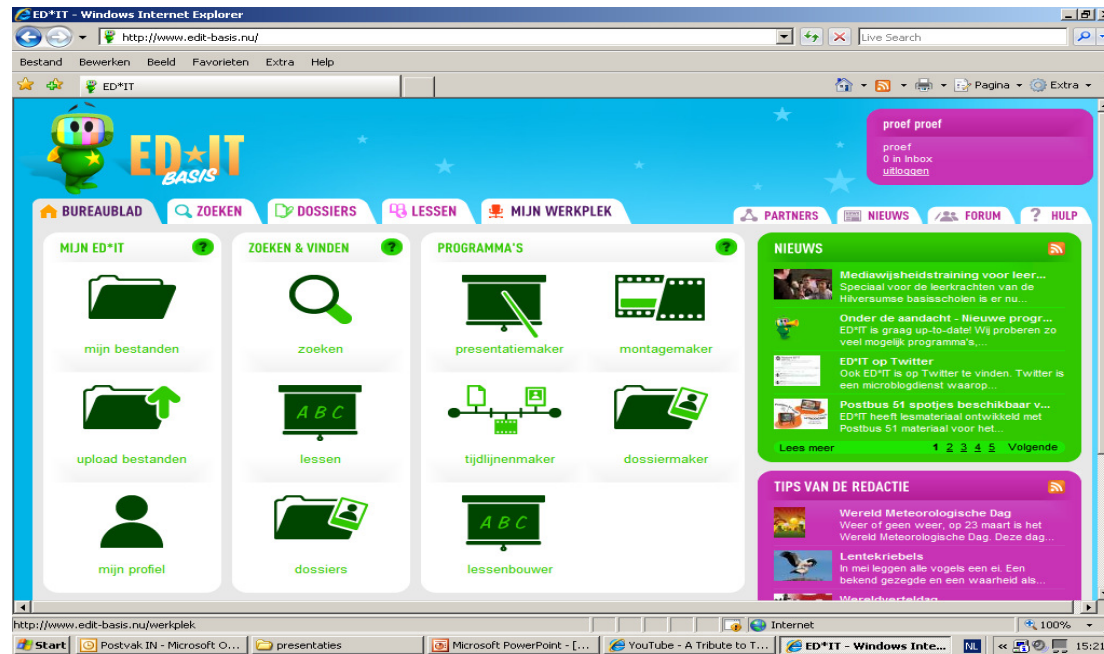 ED*IT - Windows Internet Explorer
http://www.edit-basis.nu/
Live Search
Bestand Bewerken Beeld Favorieten Extra Help
ED*IT
Pagina Extra
ED★IT
BASIS
proef proef
proef
0 in Inbox
uitloggen
BUREAUBLAD ZOEKEN DOSSIERS LESSEN MIJN WERKPLEK
PARTNERS NIEUWS FORUM ? HULP
MIJN ED*IT ?
mijn bestanden
upload bestanden
mijn profiel
ZOEKEN & VINDEN ?
zoeken
A B C
lessen
dossiers
PROGRAMMA'S ?
presentatiemaker montagemaker
tijdlijnenmaker dossiermaker
A B C
lessenbouwer
NIEUWS
Mediawijsheidstraining voor leer...
Speciaal voor de leerkrachten van de
Hilversumse basisscholen is er nu...
Onder de aandacht - Nieuwe progr...
ED*IT is graag up-to-date! Wij proberen zo
veel mogelijk programma's,...
ED*IT op Twitter
Ook ED*IT is op Twitter te vinden. Twitter is
een microblogdienst waarop...
Postbus 51 spotjes beschikbaar v...
ED*IT heeft lesmateriaal ontwikkeld met
Postbus 51 materiaal voor het...
Lees meer 1 2 3 4 5 Volgende
TIPS VAN DE REDACTIE
Wereld Meteorologische Dag
Weer of geen weer, op 23 maart is het
Wereld Meteorologische Dag. Deze dag...
Lentekriebels
In mei leggen alle vogels een ei. Een
bekend gezegde en een waarheid als...
Wereldverteldag
http://www.edit-basis.nu/werkplek
Internet
100%
Start Postvak IN - Microsoft O... presentaties Microsoft PowerPoint - [... YouTube - A Tribute to T... ED*IT - Windows Inte... NL « 15:21